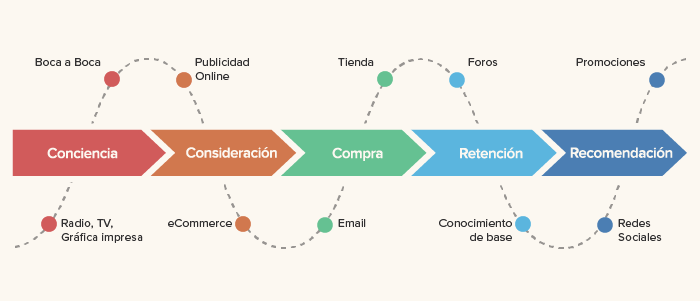 Boca a Boca
Publicidad
Online
Tienda
Foros
Promociones
Conciencia
Consideración
Compra
Retención
Recomendación
Radio, TV,
Gráfica impresa
eCommerce
Email
Conocimiento
de base
Redes
Sociales